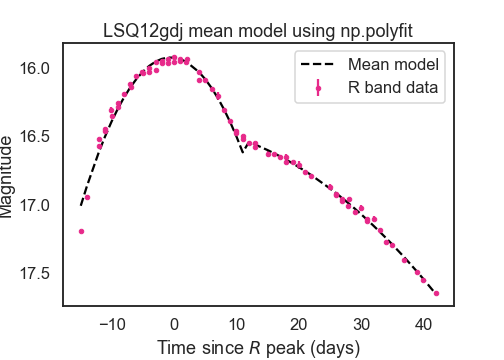 LSQ12gdj mean model using np.polyfit
Mean model
R band data
Magnitude
16.0
16.5
17.0
17.5
−10 0 10 20 30 40
Time since R peak (days)